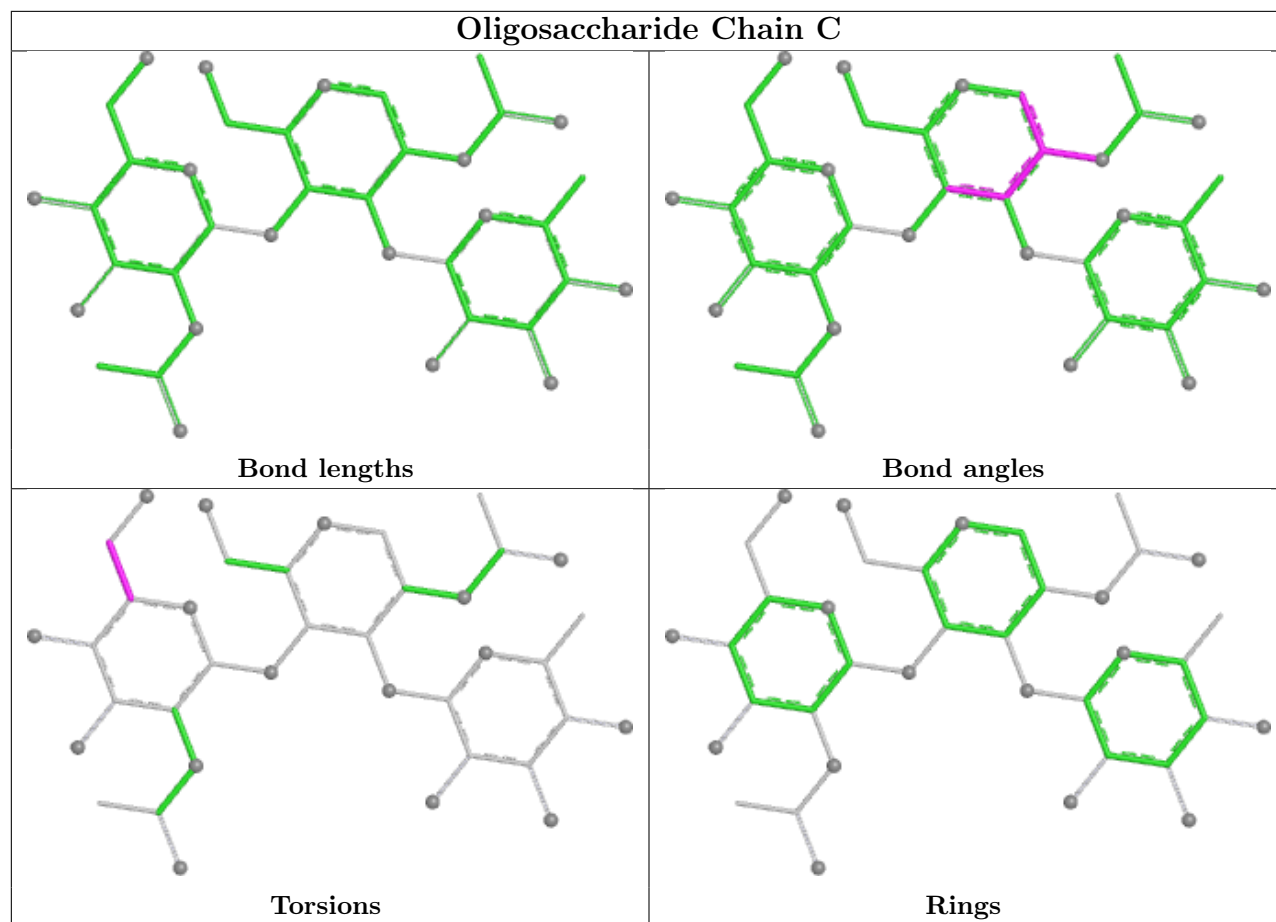 Oligosaccharide Chain C
Bond lengths
Bond angles
Torsions
Rings